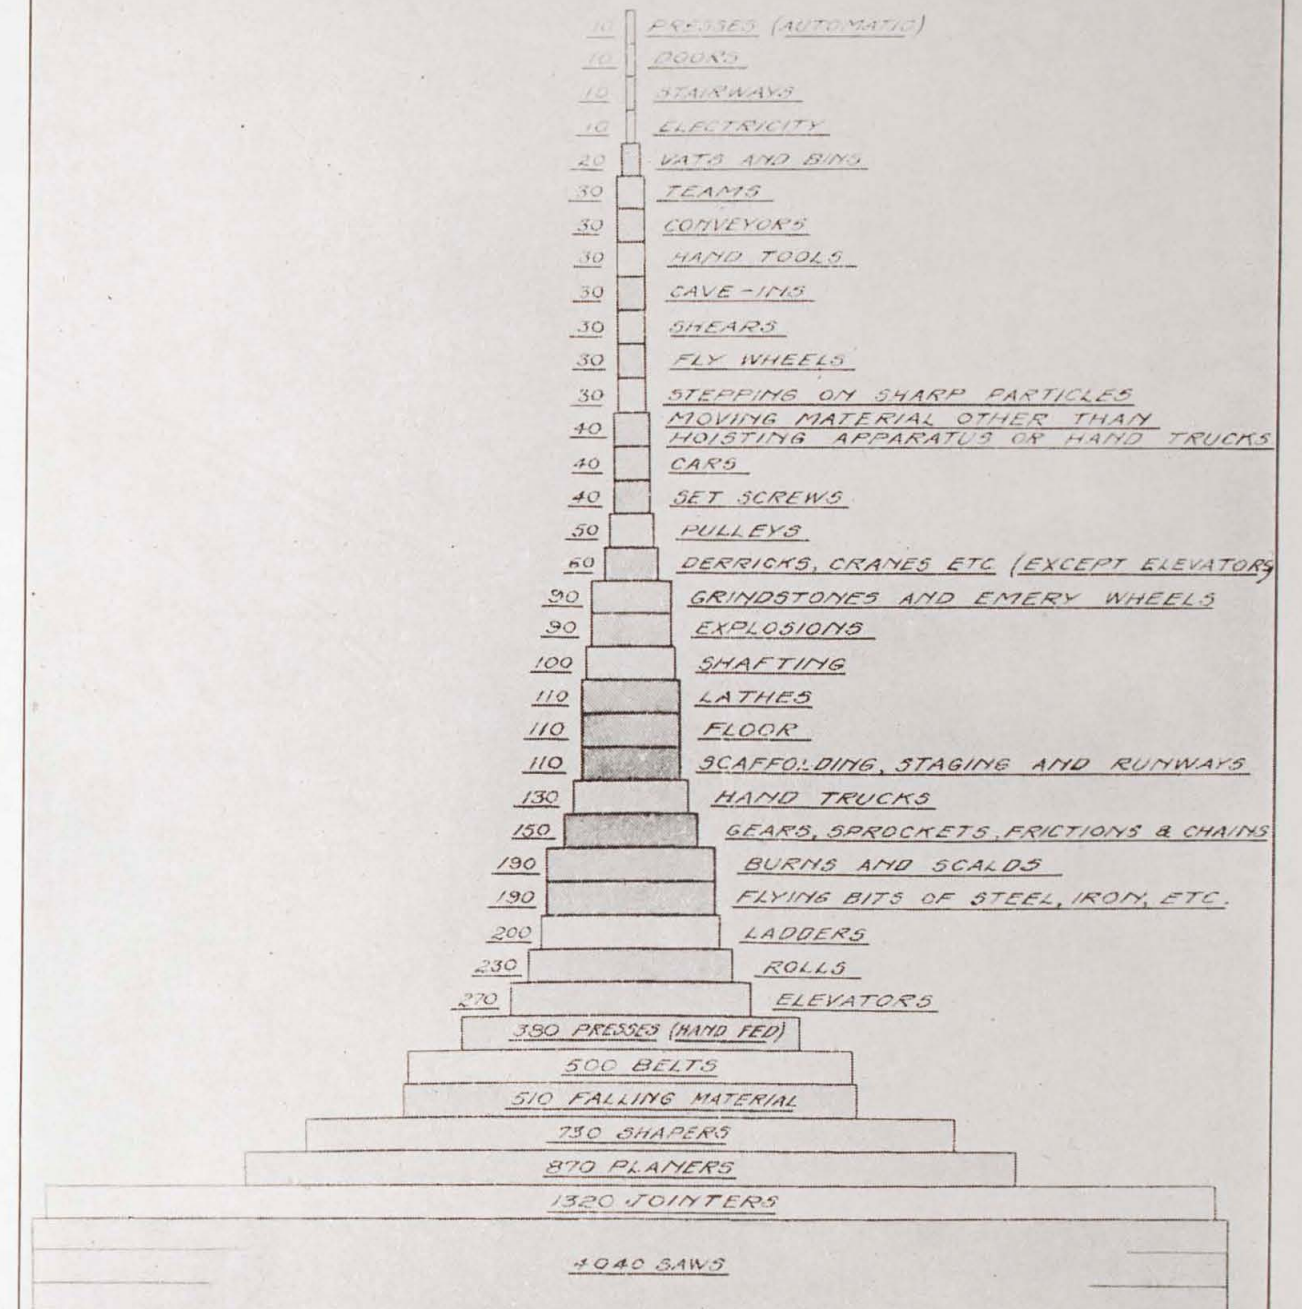 10 PRESSES (AUTOMATIC)
10 DOORS
10 STAIRWAYS
10 ELECTRICITY
20 VATS AND BINS
30 TEAMS
30 CONVEYORS
30 HAND TOOLS
30 CAVE-INS
30 SHEARS
30 FLY WHEELS
30 STEPPING ON SHARP PARTICLES
40 MOVING MATERIAL OTHER THAN
HOISTING APPARATUS OR HAND TRUCKS
40 CARS
40 SET SCREWS
50 PULLEYS
60 DERRICKS, CRANES ETC (EXCEPT ELEVATORS)
90 GRINDSTONES AND EMERY WHEELS
90 EXPLOSIONS
100 SHAFTING
110 LATHES
110 FLOOR
110 SCAFFOLDING, STAGING AND RUNWAYS
130 HAND TRUCKS
150 GEARS, SPROCKETS, FRICTIONS & CHAINS
190 BURNS AND SCALDS
190 FLYING BITS OF STEEL, IRON, ETC.
200 LADDERS
230 ROLLS
270 ELEVATORS
380 PRESSES (HAND FED)
500 BELTS
510 FALLING MATERIAL
730 SHAPERS
870 PLANERS
1320 JOINTERS
4040 SAWS